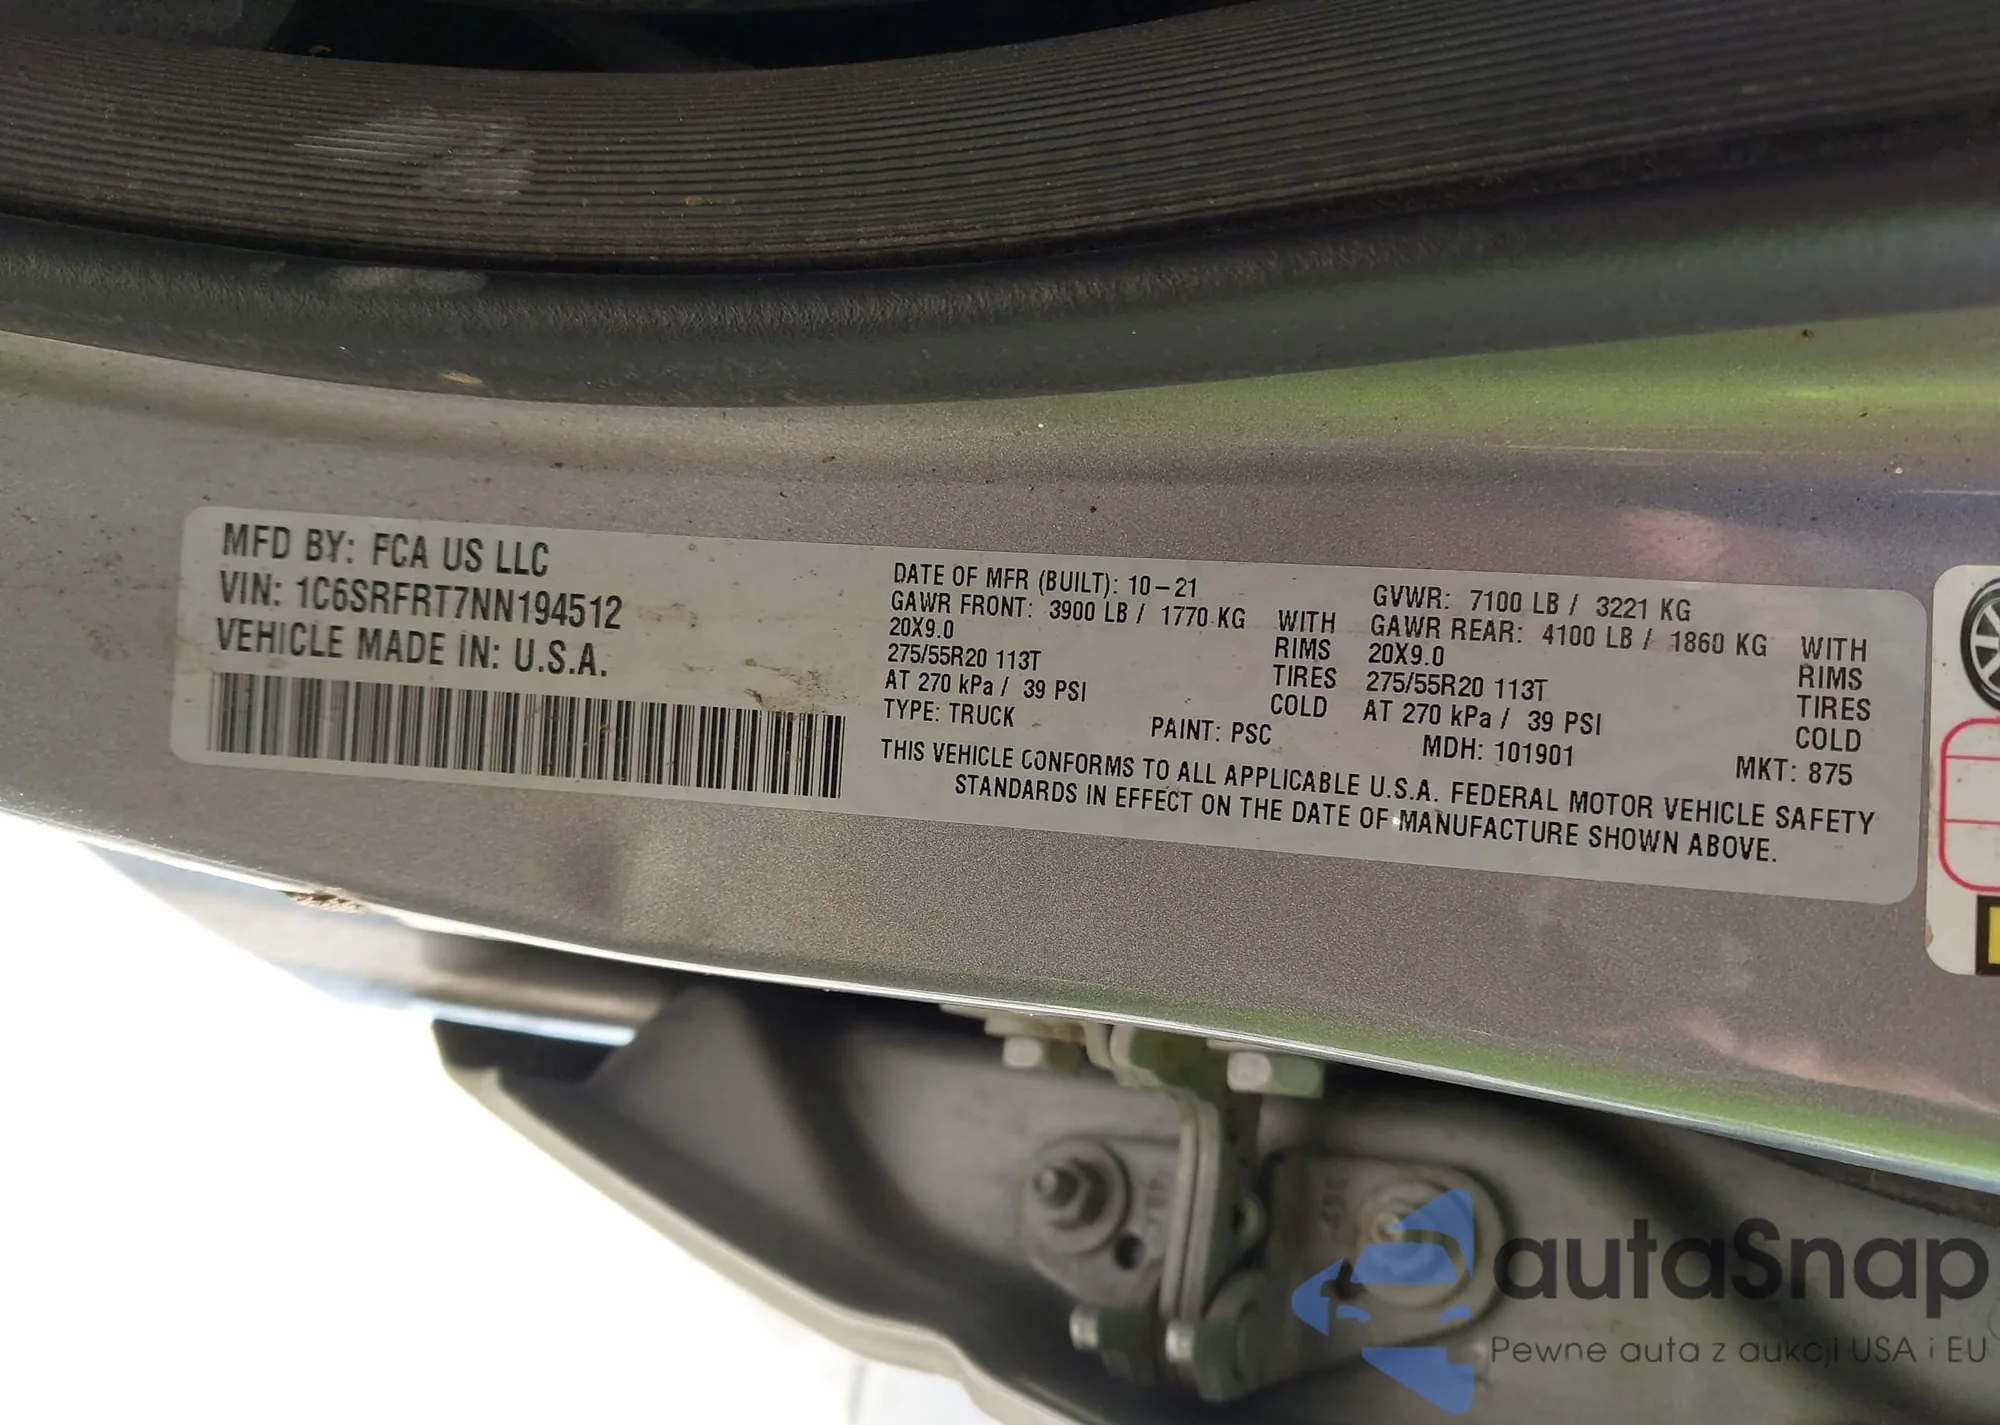 MFD BY: FCA US LLC
VIN: 1C6SRFRT7NN194512
VEHICLE MADE IN: U.S.A.
DATE OF MFR (BUILT): 10-21
GAWR FRONT: 3900 LB / 1770 KG WITH
20X9.0 RIMS
275/55R20 113T TIRES
AT 270 kPa / 39 PSI COLD
GVWR: 7100 LB / 3221 KG
GAWR REAR: 4100 LB / 1860 KG WITH
20X9.0 RIMS
275/55R20 113T TIRES
AT 270 kPa / 39 PSI COLD
TYPE: TRUCK PAINT: PSC MDH: 101901 MKT: 875
THIS VEHICLE CONFORMS TO ALL APPLICABLE U.S.A. FEDERAL MOTOR VEHICLE SAFETY
STANDARDS IN EFFECT ON THE DATE OF MANUFACTURE SHOWN ABOVE.
autaSnap
Pewne auta z aukcji USA i EU